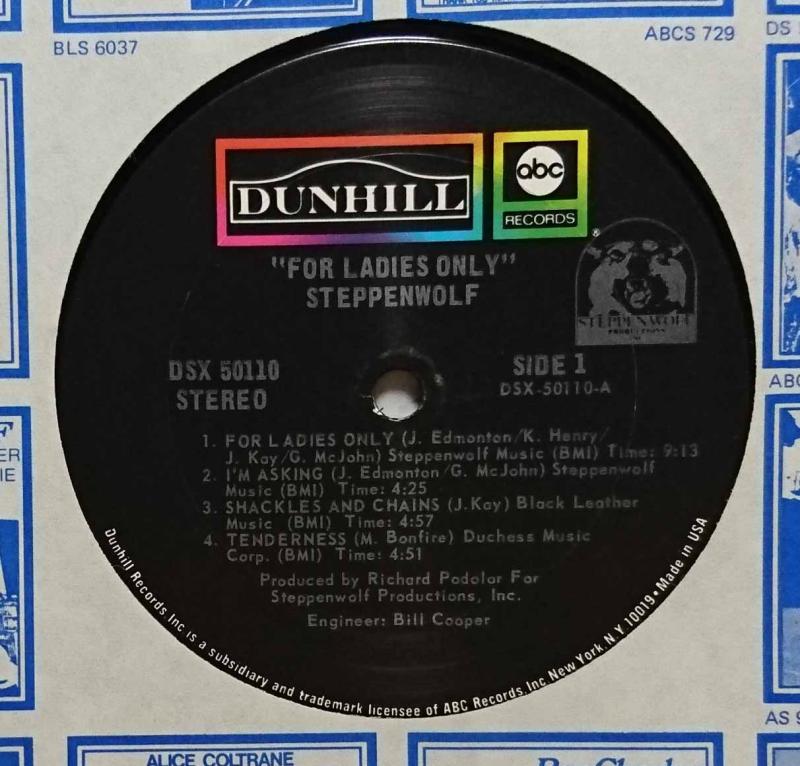 BLS 6037
ABCS 729
DS
DUNHILL
abc
RECORDS
®
"FOR LADIES ONLY"
STEPPENWOLF
STEPPENWOLF
PRODUCTIONS
DSX 50110
STEREO
SIDE 1
DSX-50110-A
1. FOR LADIES ONLY (J. Edmonton/K. Henry/
J. Kay/G. McJohn) Steppenwolf Music (BMI) Time: 9:13
2. I'M ASKING (J. Edmonton/G. McJohn) Steppenwolf
Music (BMI) Time: 4:25
3. SHACKLES AND CHAINS (J.Kay) Black Leather
Music (BMI) Time: 4:57
4. TENDERNESS (M. Bonfire) Duchess Music
Corp. (BMI) Time: 4:51
Produced by Richard Podolor For
Steppenwolf Productions, Inc.
Engineer: Bill Cooper
Dunhill Records, Inc is a subsidiary and trademark licensee of ABC Records, Inc New York, N.Y. 10019 • Made in USA
AS 9
ALICE COLTRANE